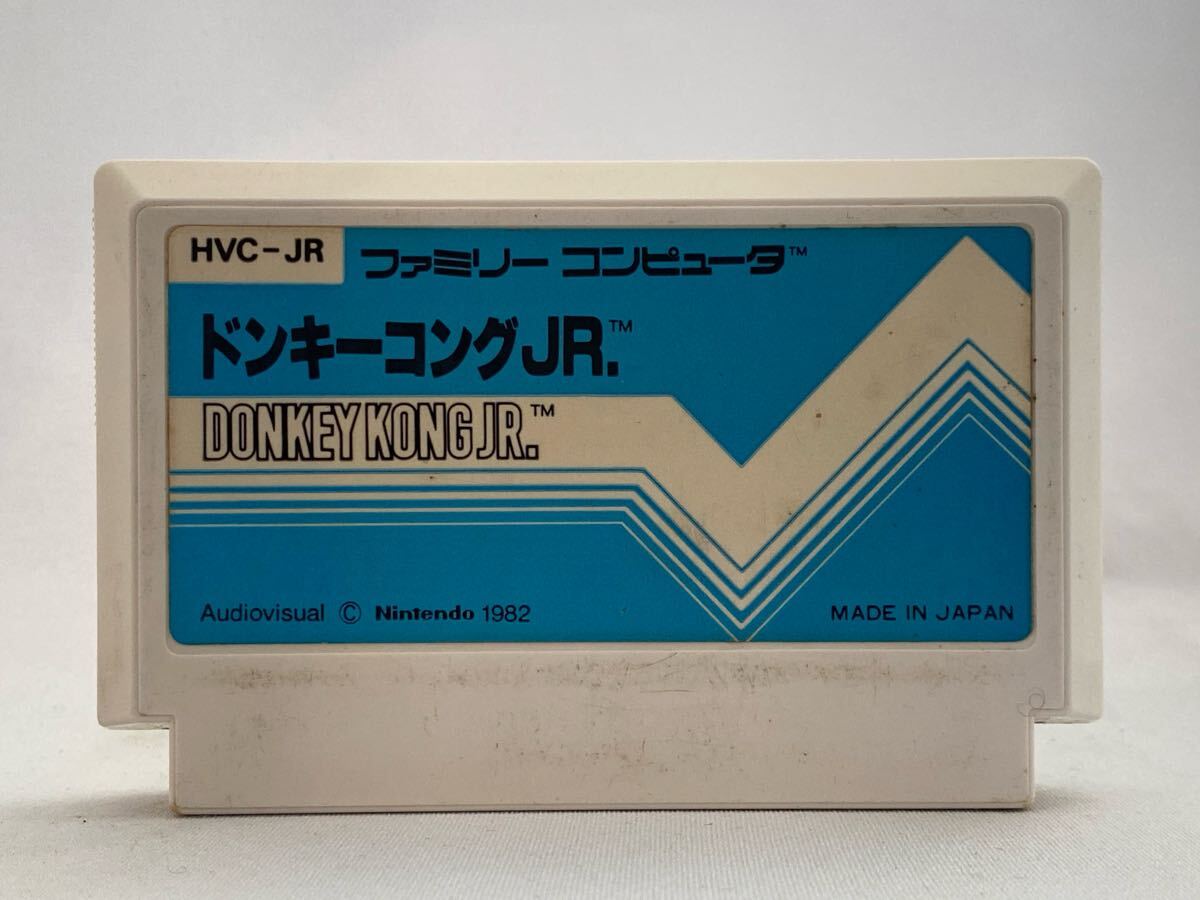 HVC-JR
ファミリー コンピュータ™
ドンキーコングJR.™
DONKEY KONG JR.™
Audiovisual © Nintendo 1982
MADE IN JAPAN